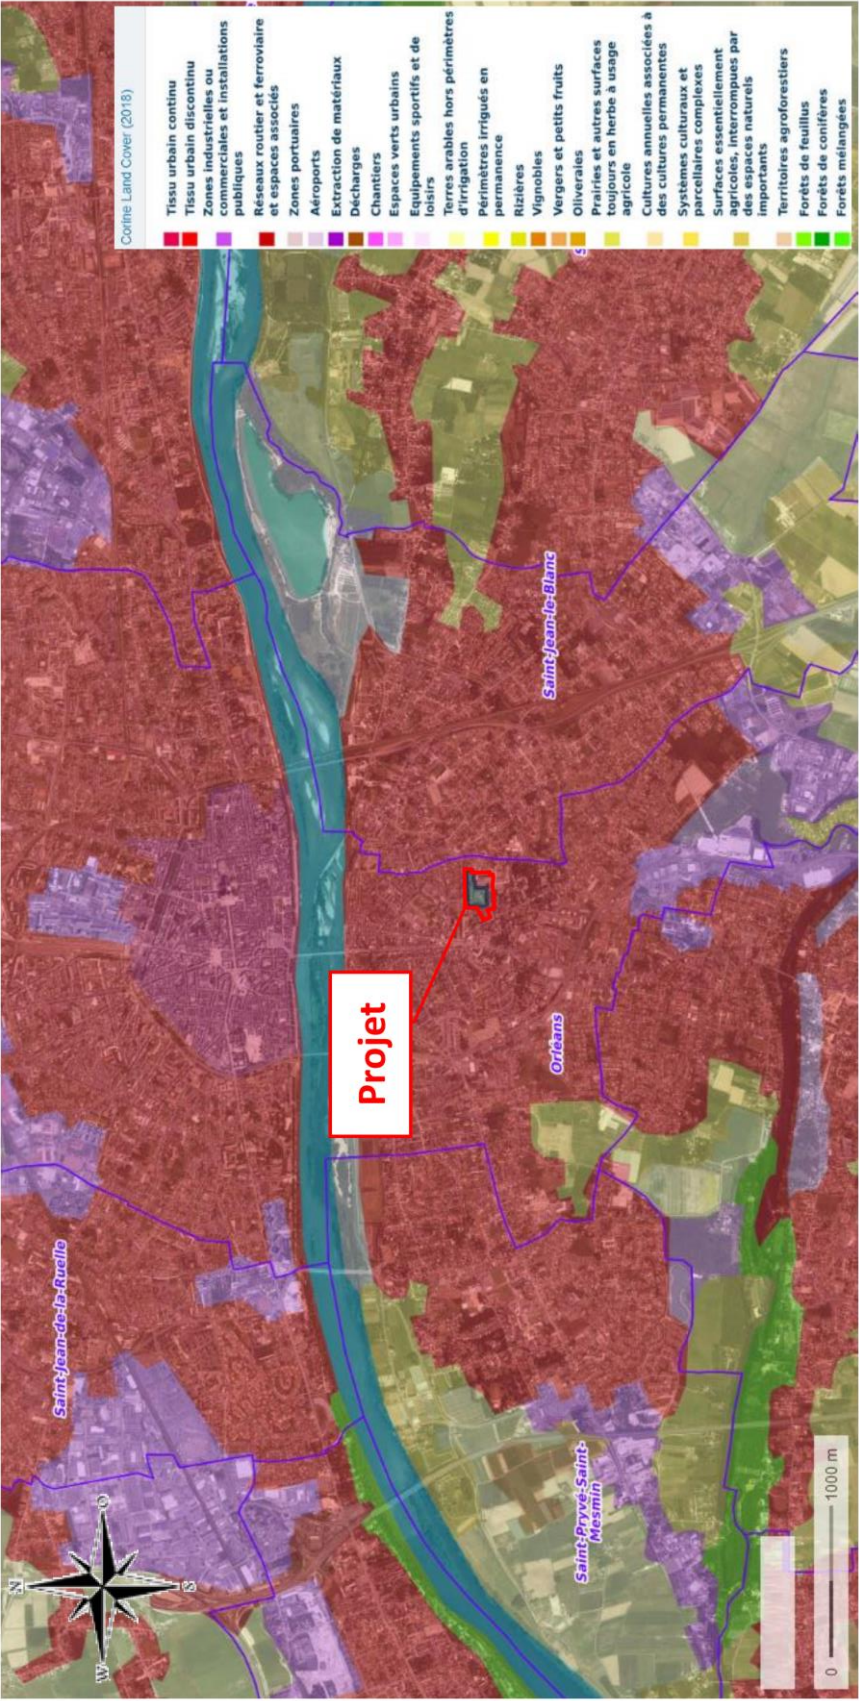 Corine Land Cover (2018)
Tissu urbain continu
Tissu urbain discontinu
Zones industrielles ou
commerciales et installations
publiques
Réseaux routier et ferroviaire
et espaces associés
Zones portuaires
Aéroports
Extraction de matériaux
Décharges
Chantiers
Espaces verts urbains
Equipements sportifs et de
loisirs
Terres arables hors périmètres
d'irrigation
Périmètres irrigués en
permanence
Rizières
Vignobles
Vergers et petits fruits
Oliveraies
Prairies et autres surfaces
toujours en herbe à usage
agricole
Cultures annuelles associées à
des cultures permanentes
Systèmes culturaux et
parcellaires complexes
Surfaces essentiellement
agricoles, interrompues par
des espaces naturels
importants
Territoires agroforestiers
Forêts de feuillus
Forêts de conifères
Forêts mélangées
Saint-Jean-de-la-Ruelle
Saint-Jean-le-Blanc
Projet
Orléans
Saint-Pryvé-Saint-
Mesmin
N
O
S
W
0 1000 m